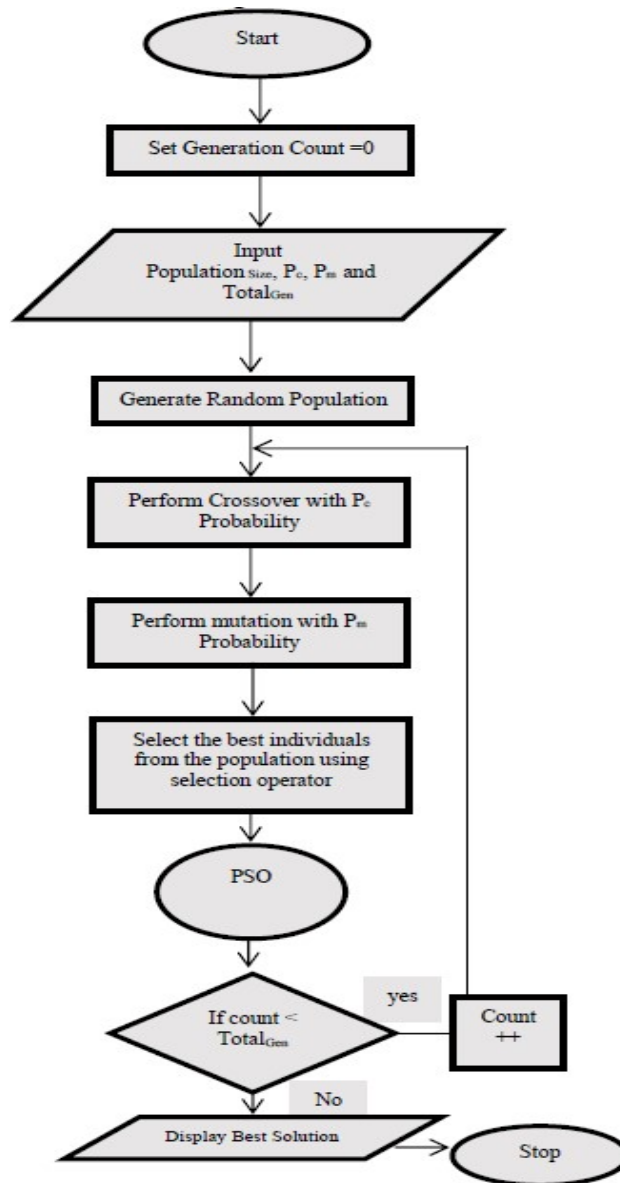 Start
Set Generation Count =0
Input
Population Size, Pc, Pm and
TotalGen
Generate Random Population
Perform Crossover with Pc
Probability
Perform mutation with Pm
Probability
Select the best individuals
from the population using
selection operator
PSO
If count <
TotalGen
yes
Count
++
No
Display Best Solution
Stop